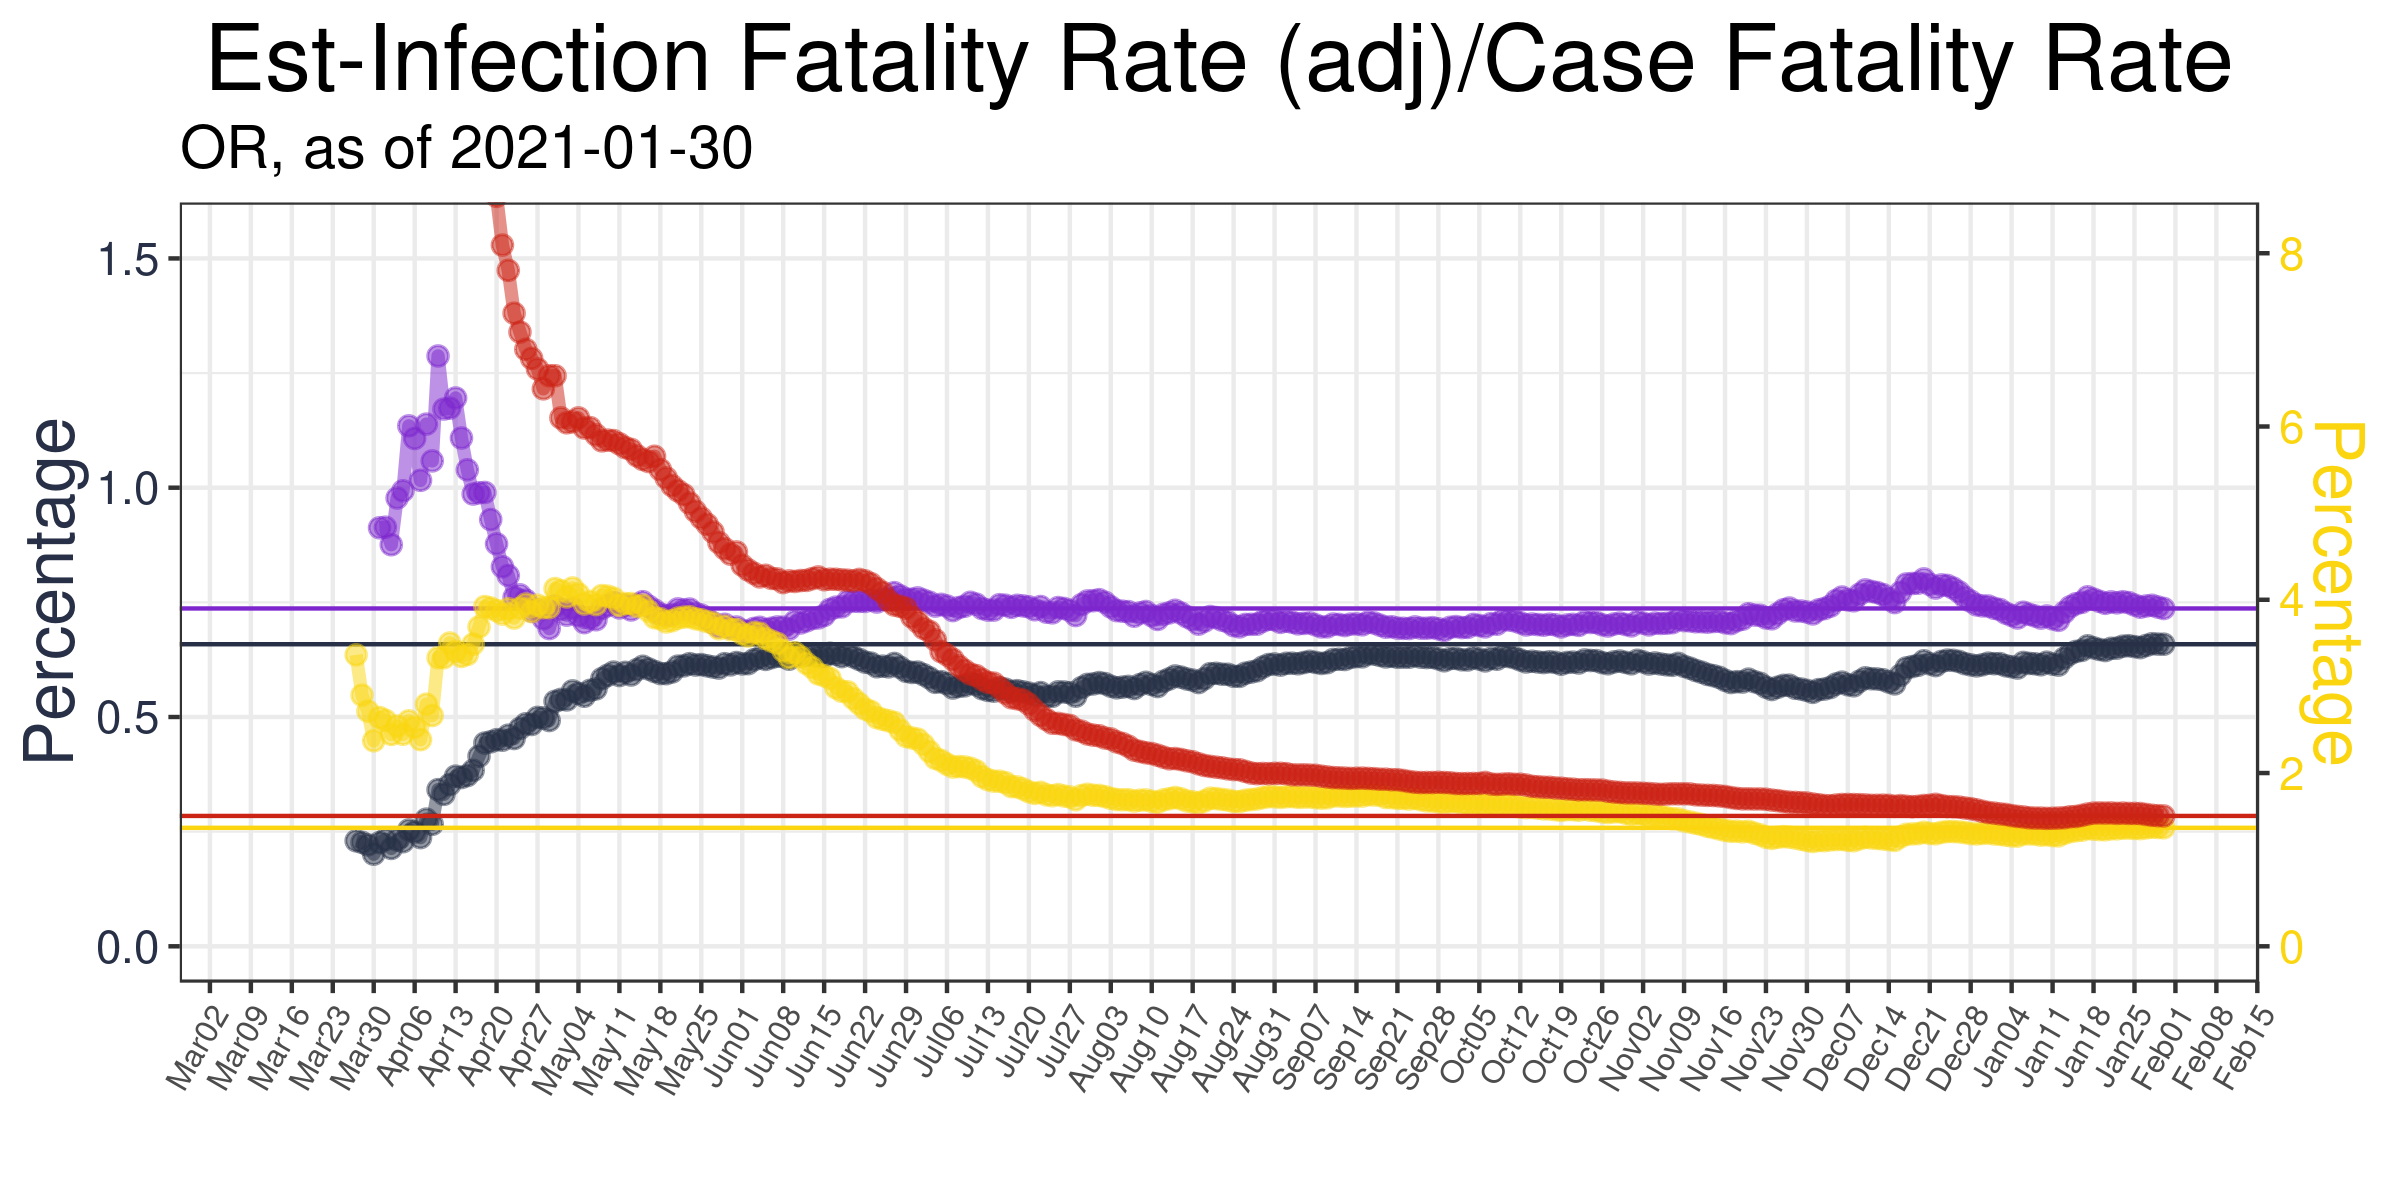 Est-Infection Fatality Rate (adj)/Case Fatality Rate
OR, as of 2021-01-30
Percentage
1.5
1.0
0.5
0.0
8
6
4
2
0
Percentage
Mar02
Mar09
Mar16
Mar23
Mar30
Apr06
Apr13
Apr20
Apr27
May04
May11
May18
May25
Jun01
Jun08
Jun15
Jun22
Jun29
Jul06
Jul13
Jul20
Jul27
Aug03
Aug10
Aug17
Aug24
Aug31
Sep07
Sep14
Sep21
Sep28
Oct05
Oct12
Oct19
Oct26
Nov02
Nov09
Nov16
Nov23
Nov30
Dec07
Dec14
Dec21
Dec28
Jan04
Jan11
Jan18
Jan25
Feb01
Feb08
Feb15